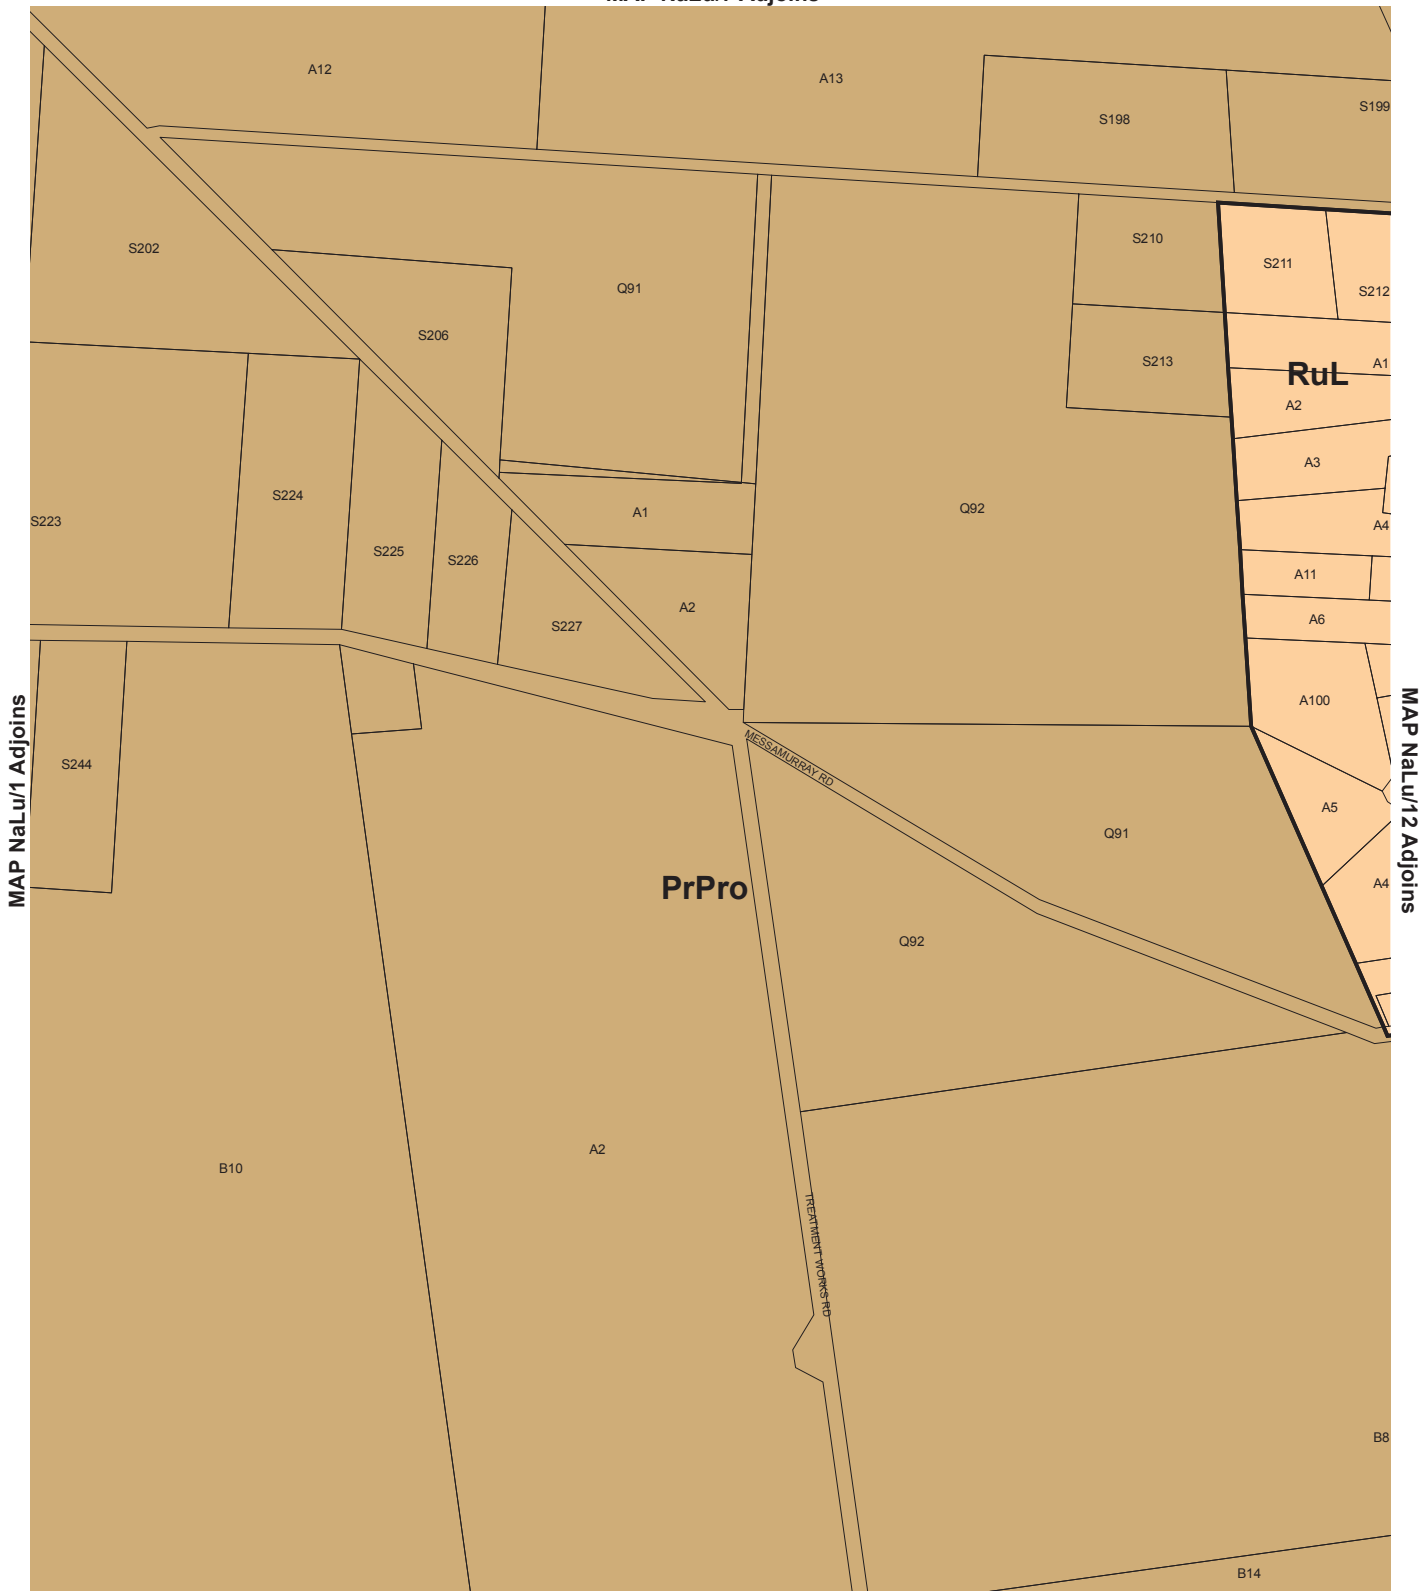 A12
A13
S198
S199
S202
S210
S211
S212
Q91
S206
S213
A1
RuL
A2
A3
S223
S224
S225
S226
A1
Q92
A4
A11
A2
A6
S227
A100
MAP NaLu/1 Adjoins
MAP NaLu/12 Adjoins
S244
MESSAMURRAY RD
A5
Q91
PrPro
A4
Q92
B10
A2
TREATMENT WORKS RD
B8
B14